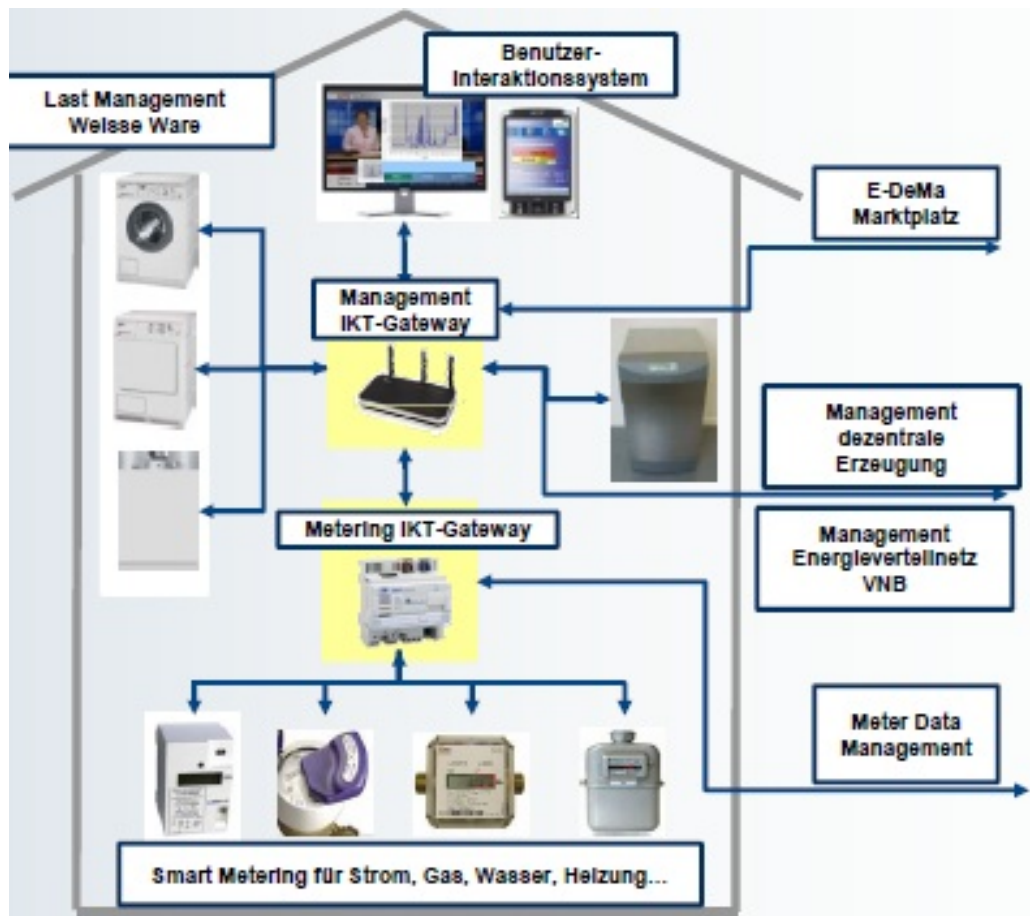 Benutzer-
Interaktionssystem
Last Management
Weisse Ware
E-DeMa
Marktplatz
Management
IKT-Gateway
Management
dezentrale
Erzeugung
Metering IKT-Gateway
Management
Energieverteilnetz
VNB
Meter Data
Management
Smart Metering für Strom, Gas, Wasser, Heizung...